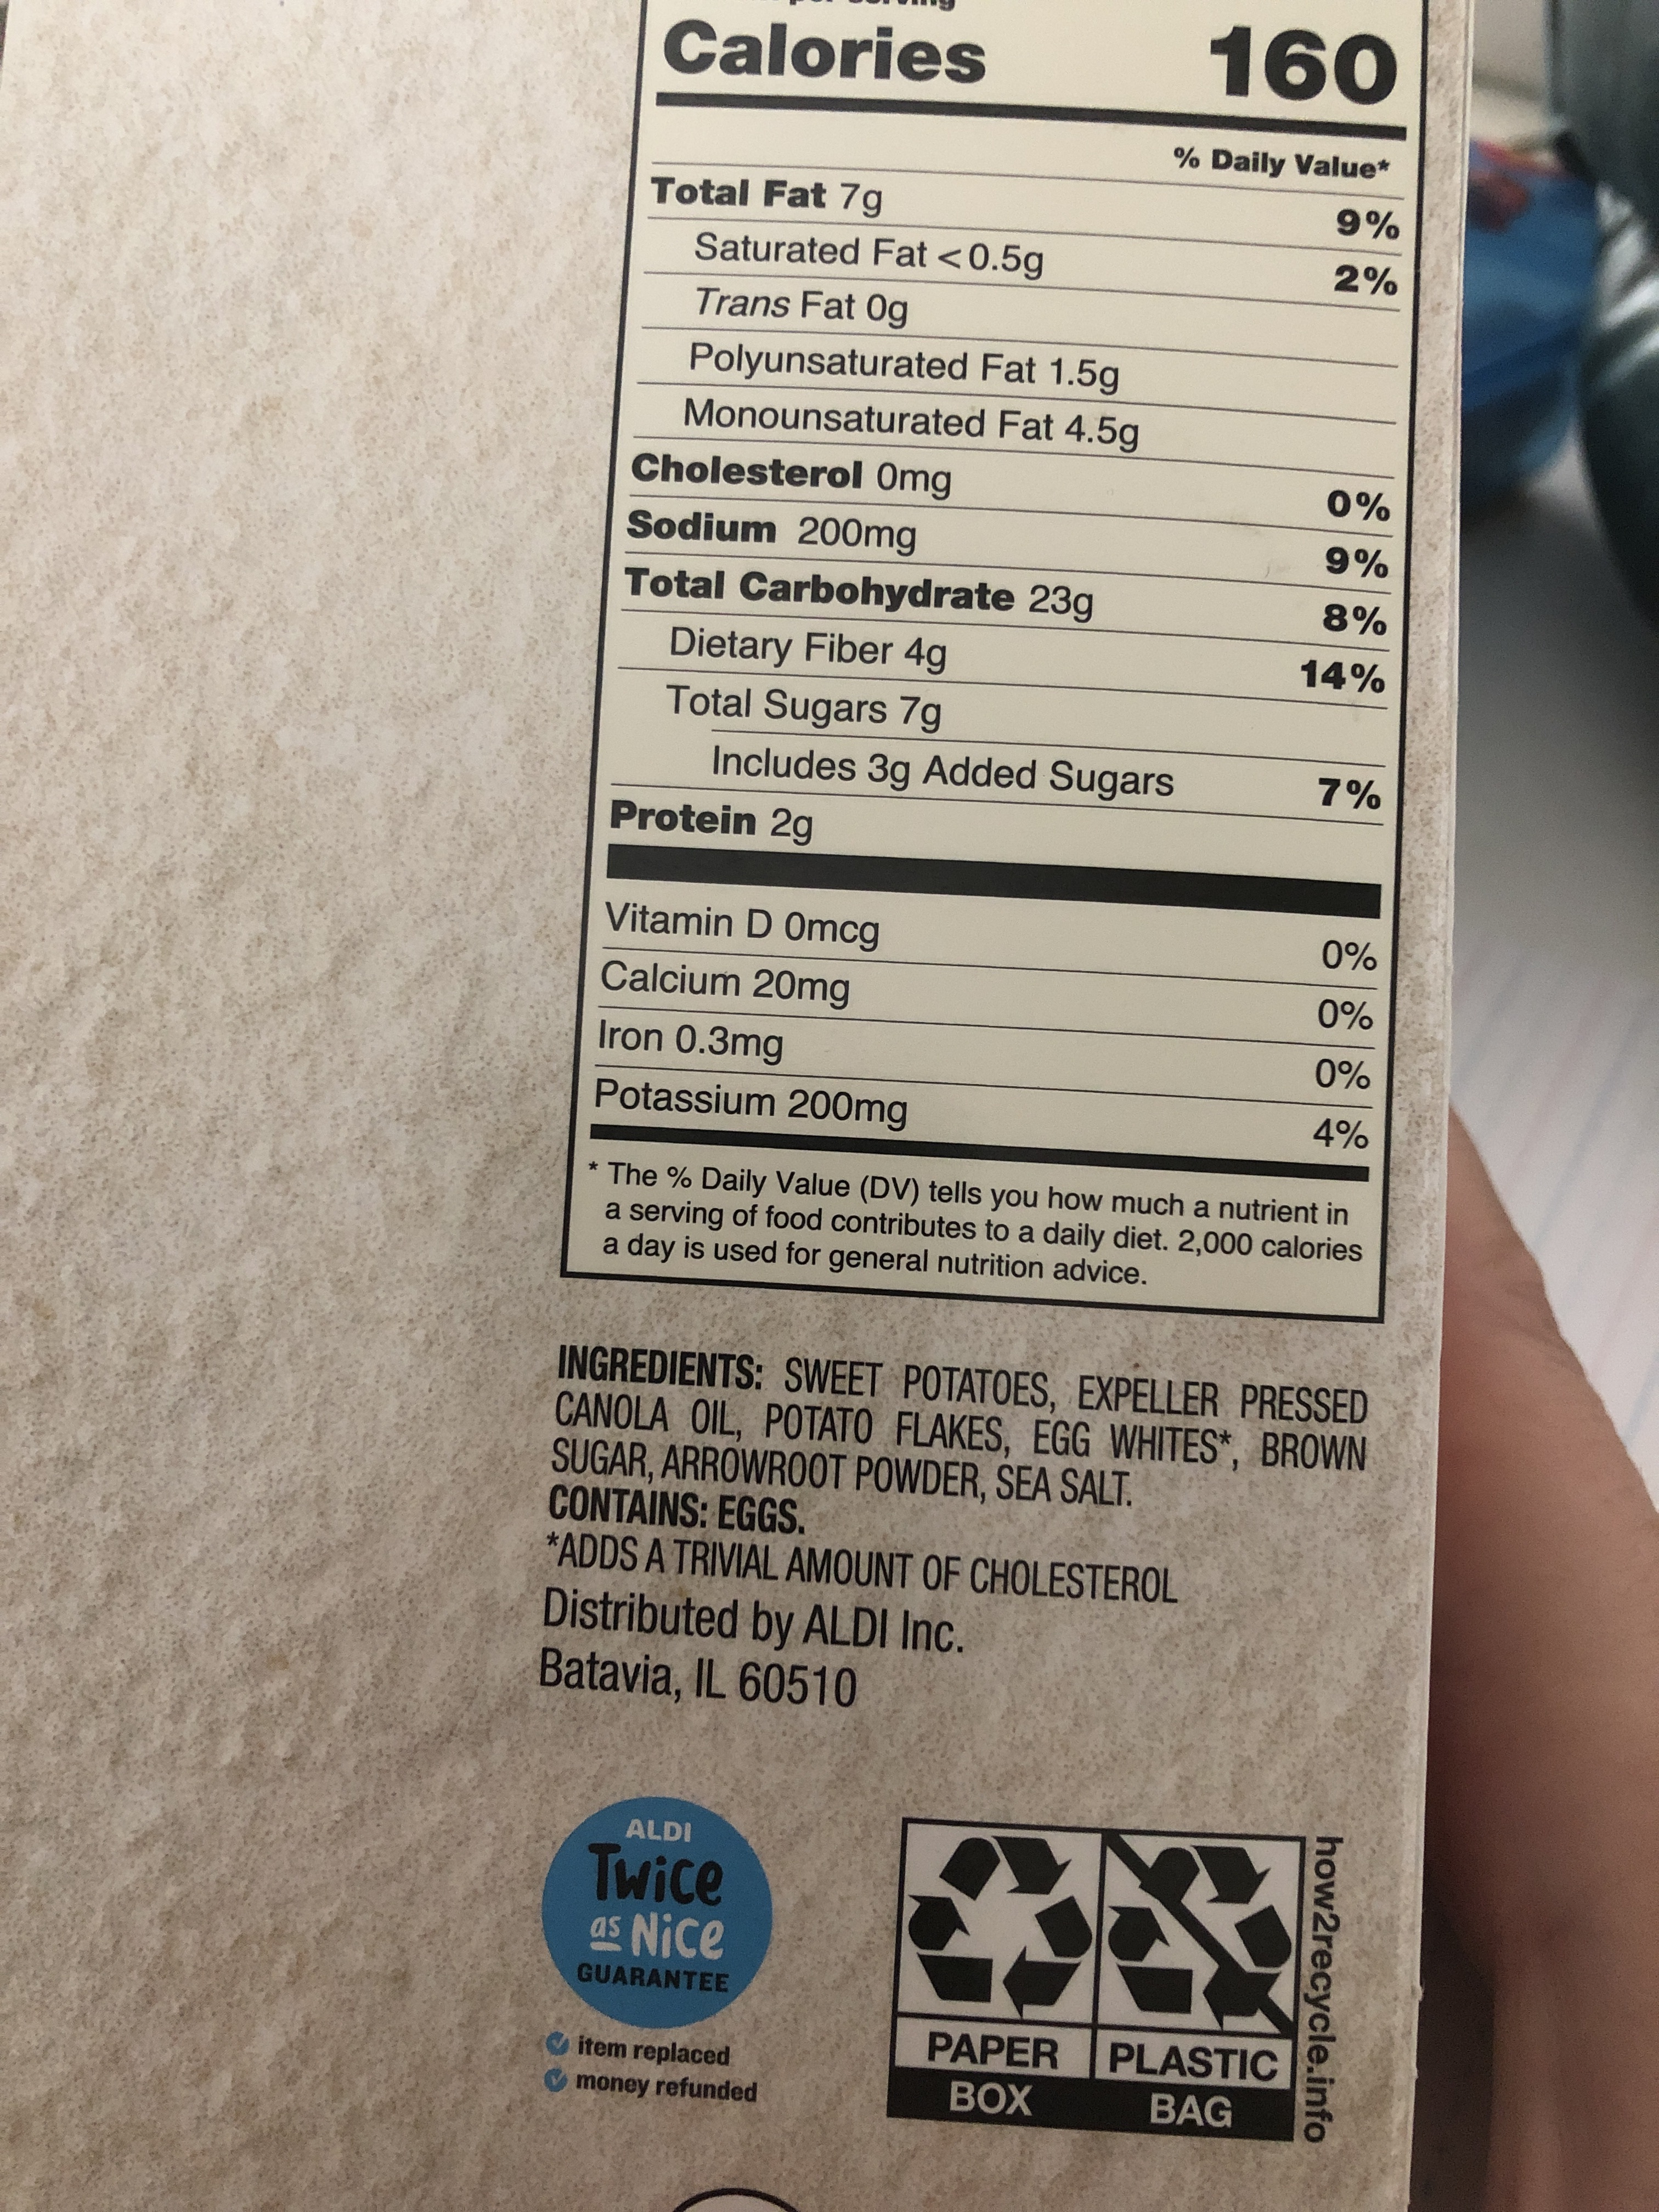 per serving
Calories 160
% Daily Value*
Total Fat 7g 9%
Saturated Fat <0.5g 2%
Trans Fat 0g
Polyunsaturated Fat 1.5g
Monounsaturated Fat 4.5g
Cholesterol 0mg 0%
Sodium 200mg 9%
Total Carbohydrate 23g 8%
Dietary Fiber 4g 14%
Total Sugars 7g
Includes 3g Added Sugars 7%
Protein 2g
Vitamin D 0mcg 0%
Calcium 20mg 0%
Iron 0.3mg 0%
Potassium 200mg 4%
* The % Daily Value (DV) tells you how much a nutrient in
a serving of food contributes to a daily diet. 2,000 calories
a day is used for general nutrition advice.
INGREDIENTS: SWEET POTATOES, EXPELLER PRESSED
CANOLA OIL, POTATO FLAKES, EGG WHITES*, BROWN
SUGAR, ARROWROOT POWDER, SEA SALT.
CONTAINS: EGGS.
*ADDS A TRIVIAL AMOUNT OF CHOLESTEROL
Distributed by ALDI Inc.
Batavia, IL 60510
ALDI
Twice
as Nice
GUARANTEE
item replaced
money refunded
PAPER
BOX
PLASTIC
BAG
how2recycle.info